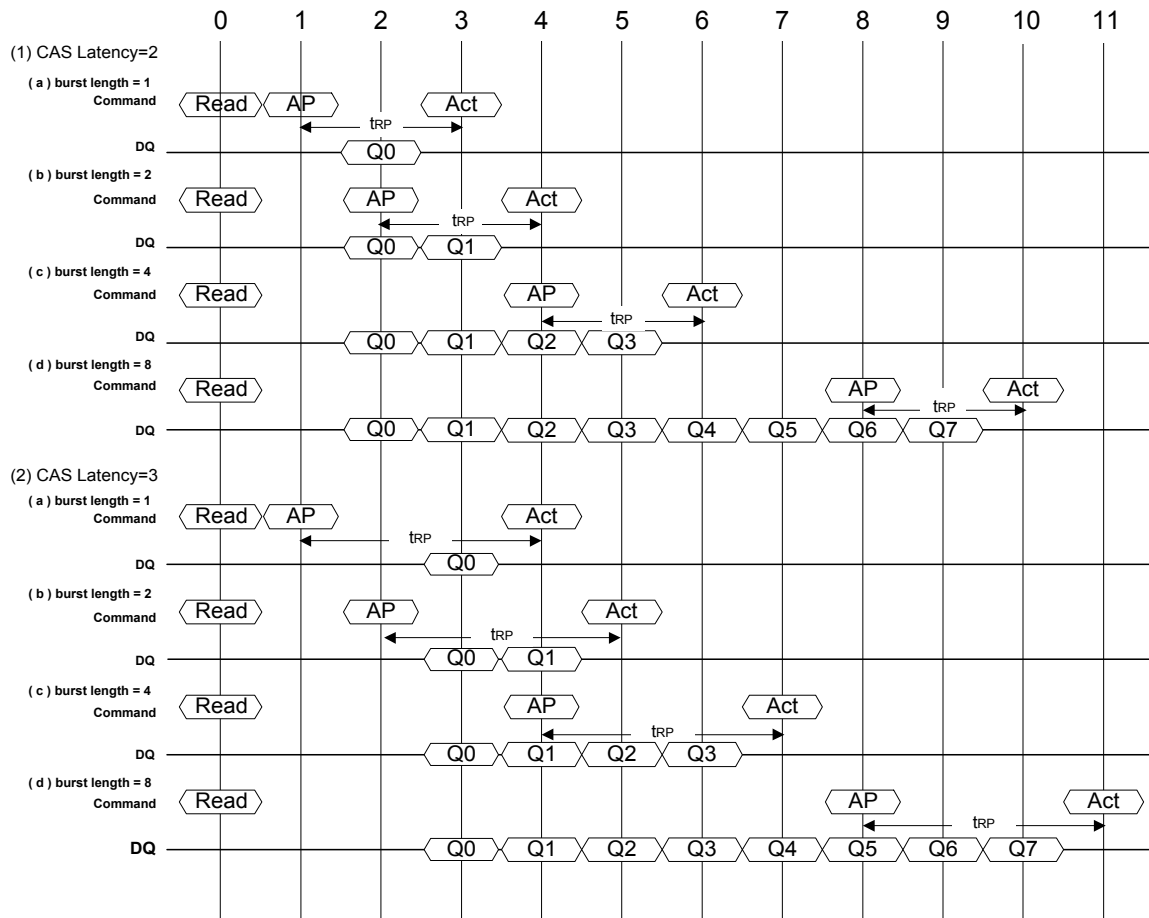 0 1 2 3 4 5 6 7 8 9 10 11
(1) CAS Latency=2
( a ) burst length = 1
Command Read AP Act
tRP
DQ Q0
( b ) burst length = 2
Command Read AP Act
tRP
DQ Q0 Q1
( c ) burst length = 4
Command Read AP Act
tRP
DQ Q0 Q1 Q2 Q3
( d ) burst length = 8
Command Read AP Act
tRP
DQ Q0 Q1 Q2 Q3 Q4 Q5 Q6 Q7
(2) CAS Latency=3
( a ) burst length = 1
Command Read AP Act
tRP
DQ Q0
( b ) burst length = 2
Command Read AP Act
tRP
DQ Q0 Q1
( c ) burst length = 4
Command Read AP Act
tRP
DQ Q0 Q1 Q2 Q3
( d ) burst length = 8
Command Read AP Act
tRP
DQ Q0 Q1 Q2 Q3 Q4 Q5 Q6 Q7